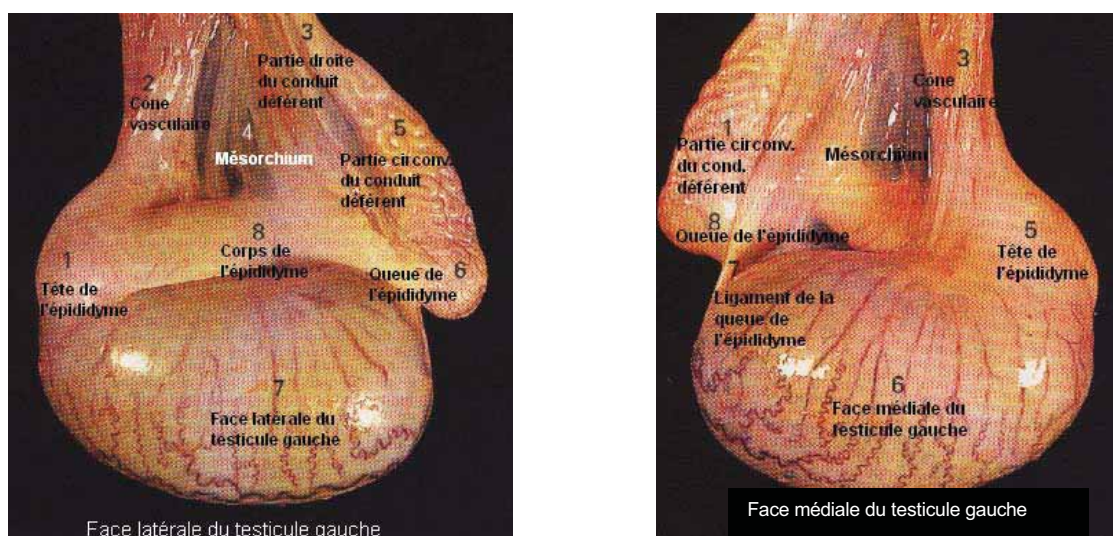 3
Partie droite
du conduit
déférent
2
Cône
vasculaire
4
Mésorchium
5
Partie circonv.
du conduit
déférent
8
Corps de
l'épididyme
1
Tête de
l'épididyme
Queue de 6
l'épididyme
7
Face latérale du
testicule gauche
Face latérale du testicule gauche
3
Cône
vasculaire
1
Partie circonv.
du cond.
déférent
Mésorchium
8
Queue de l'épididyme
5
Tête de
l'épididyme
7
Ligament de la
queue de
l'épididyme
6
Face médiale du
testicule gauche
Face médiale du testicule gauche